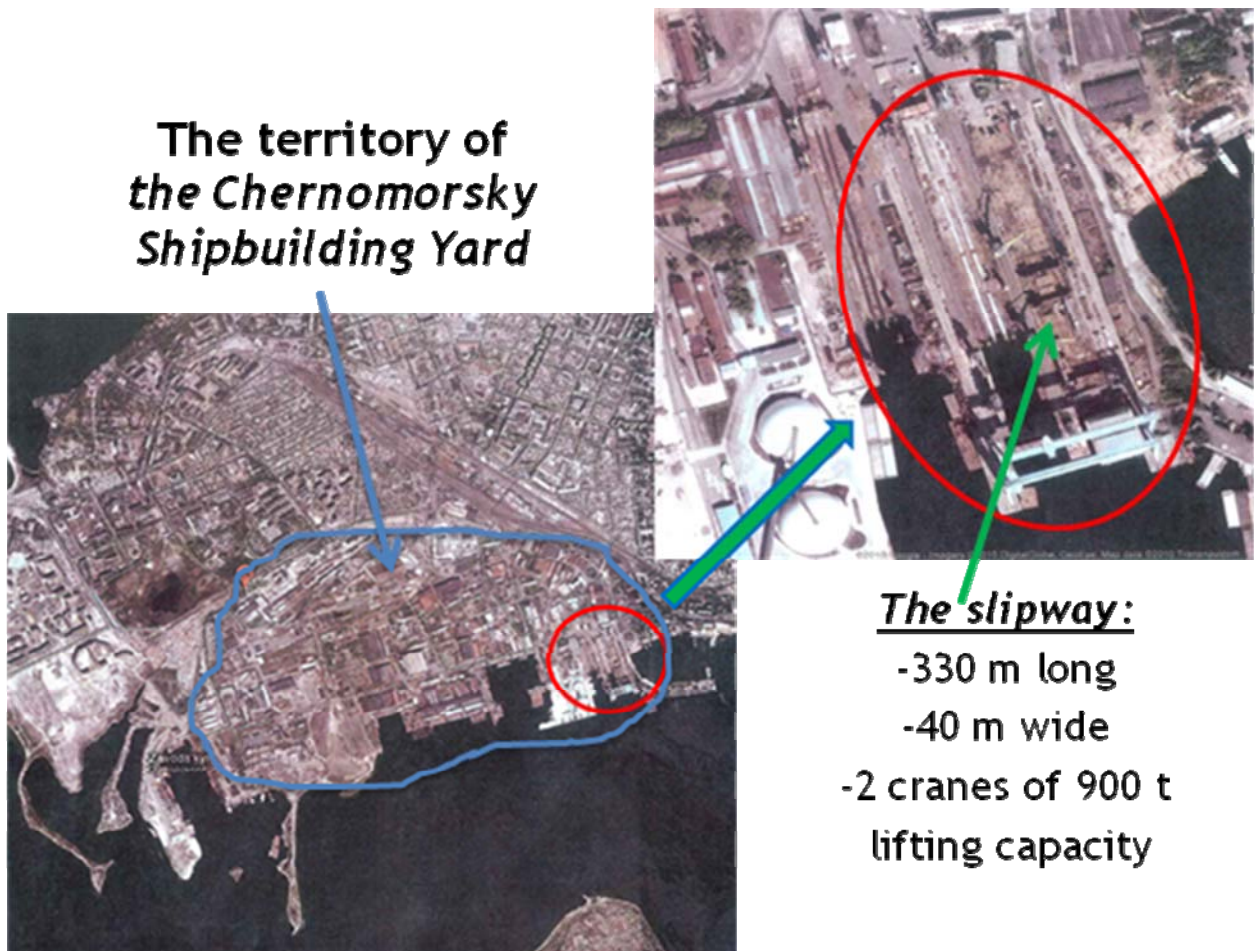 The territory of
the Chernomorsky
Shipbuilding Yard
The slipway:
-330 m long
-40 m wide
-2 cranes of 900 t
lifting capacity